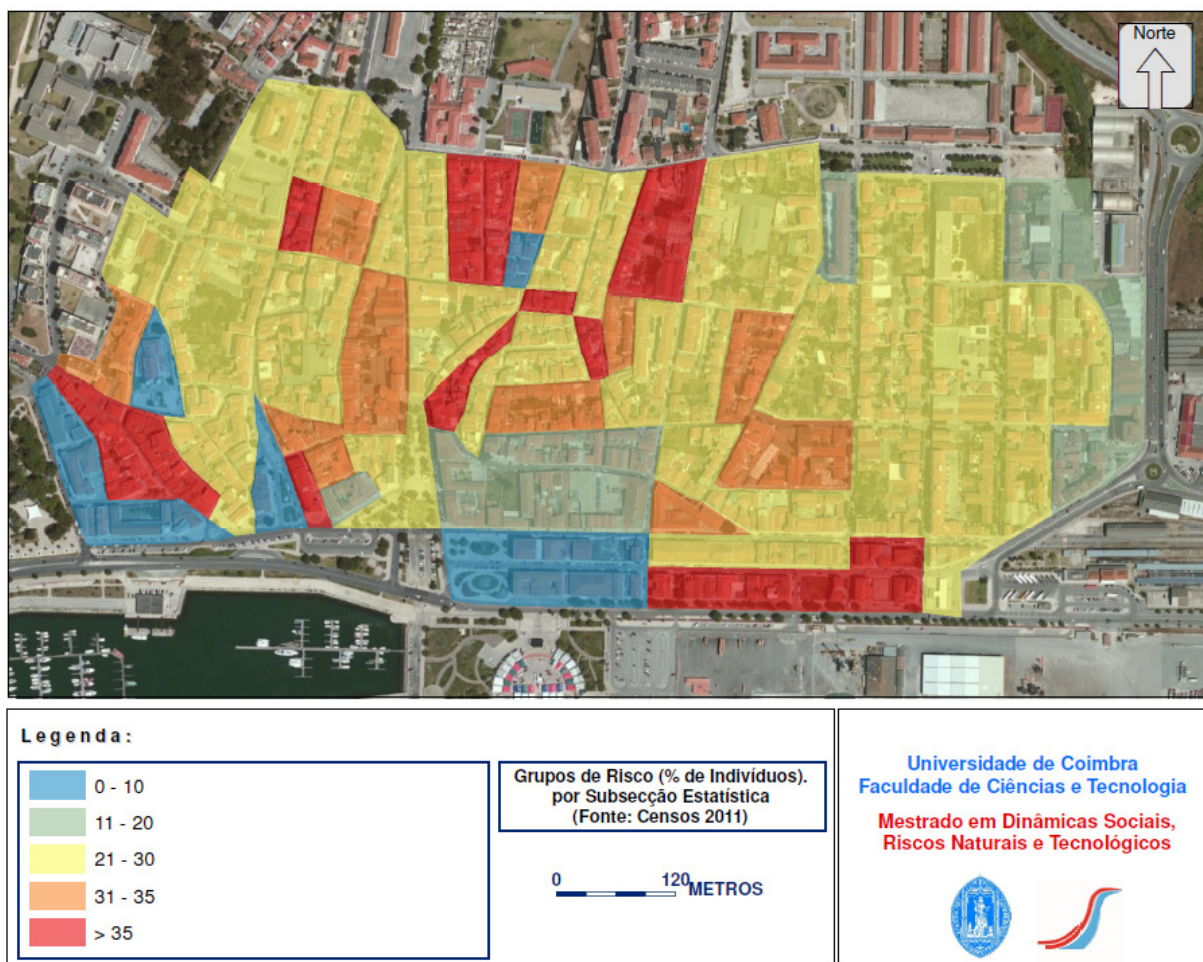 Norte
Legenda:
0 - 10
11 - 20
21 - 30
31 - 35
> 35
Grupos de Risco (% de Indivíduos).
por Subsecção Estatística
(Fonte: Censos 2011)
0 120 METROS
Universidade de Coimbra
Faculdade de Ciências e Tecnologia
Mestrado em Dinâmicas Sociais,
Riscos Naturais e Tecnológicos